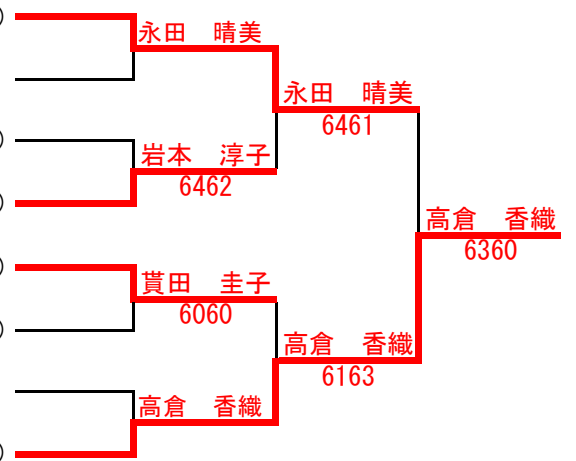 )
永田　晴美
永田　晴美
6461
)
岩本　淳子
)
6462
高倉　香織
6360
)
貰田　圭子
6060
)
高倉　香織
6163
高倉　香織
)